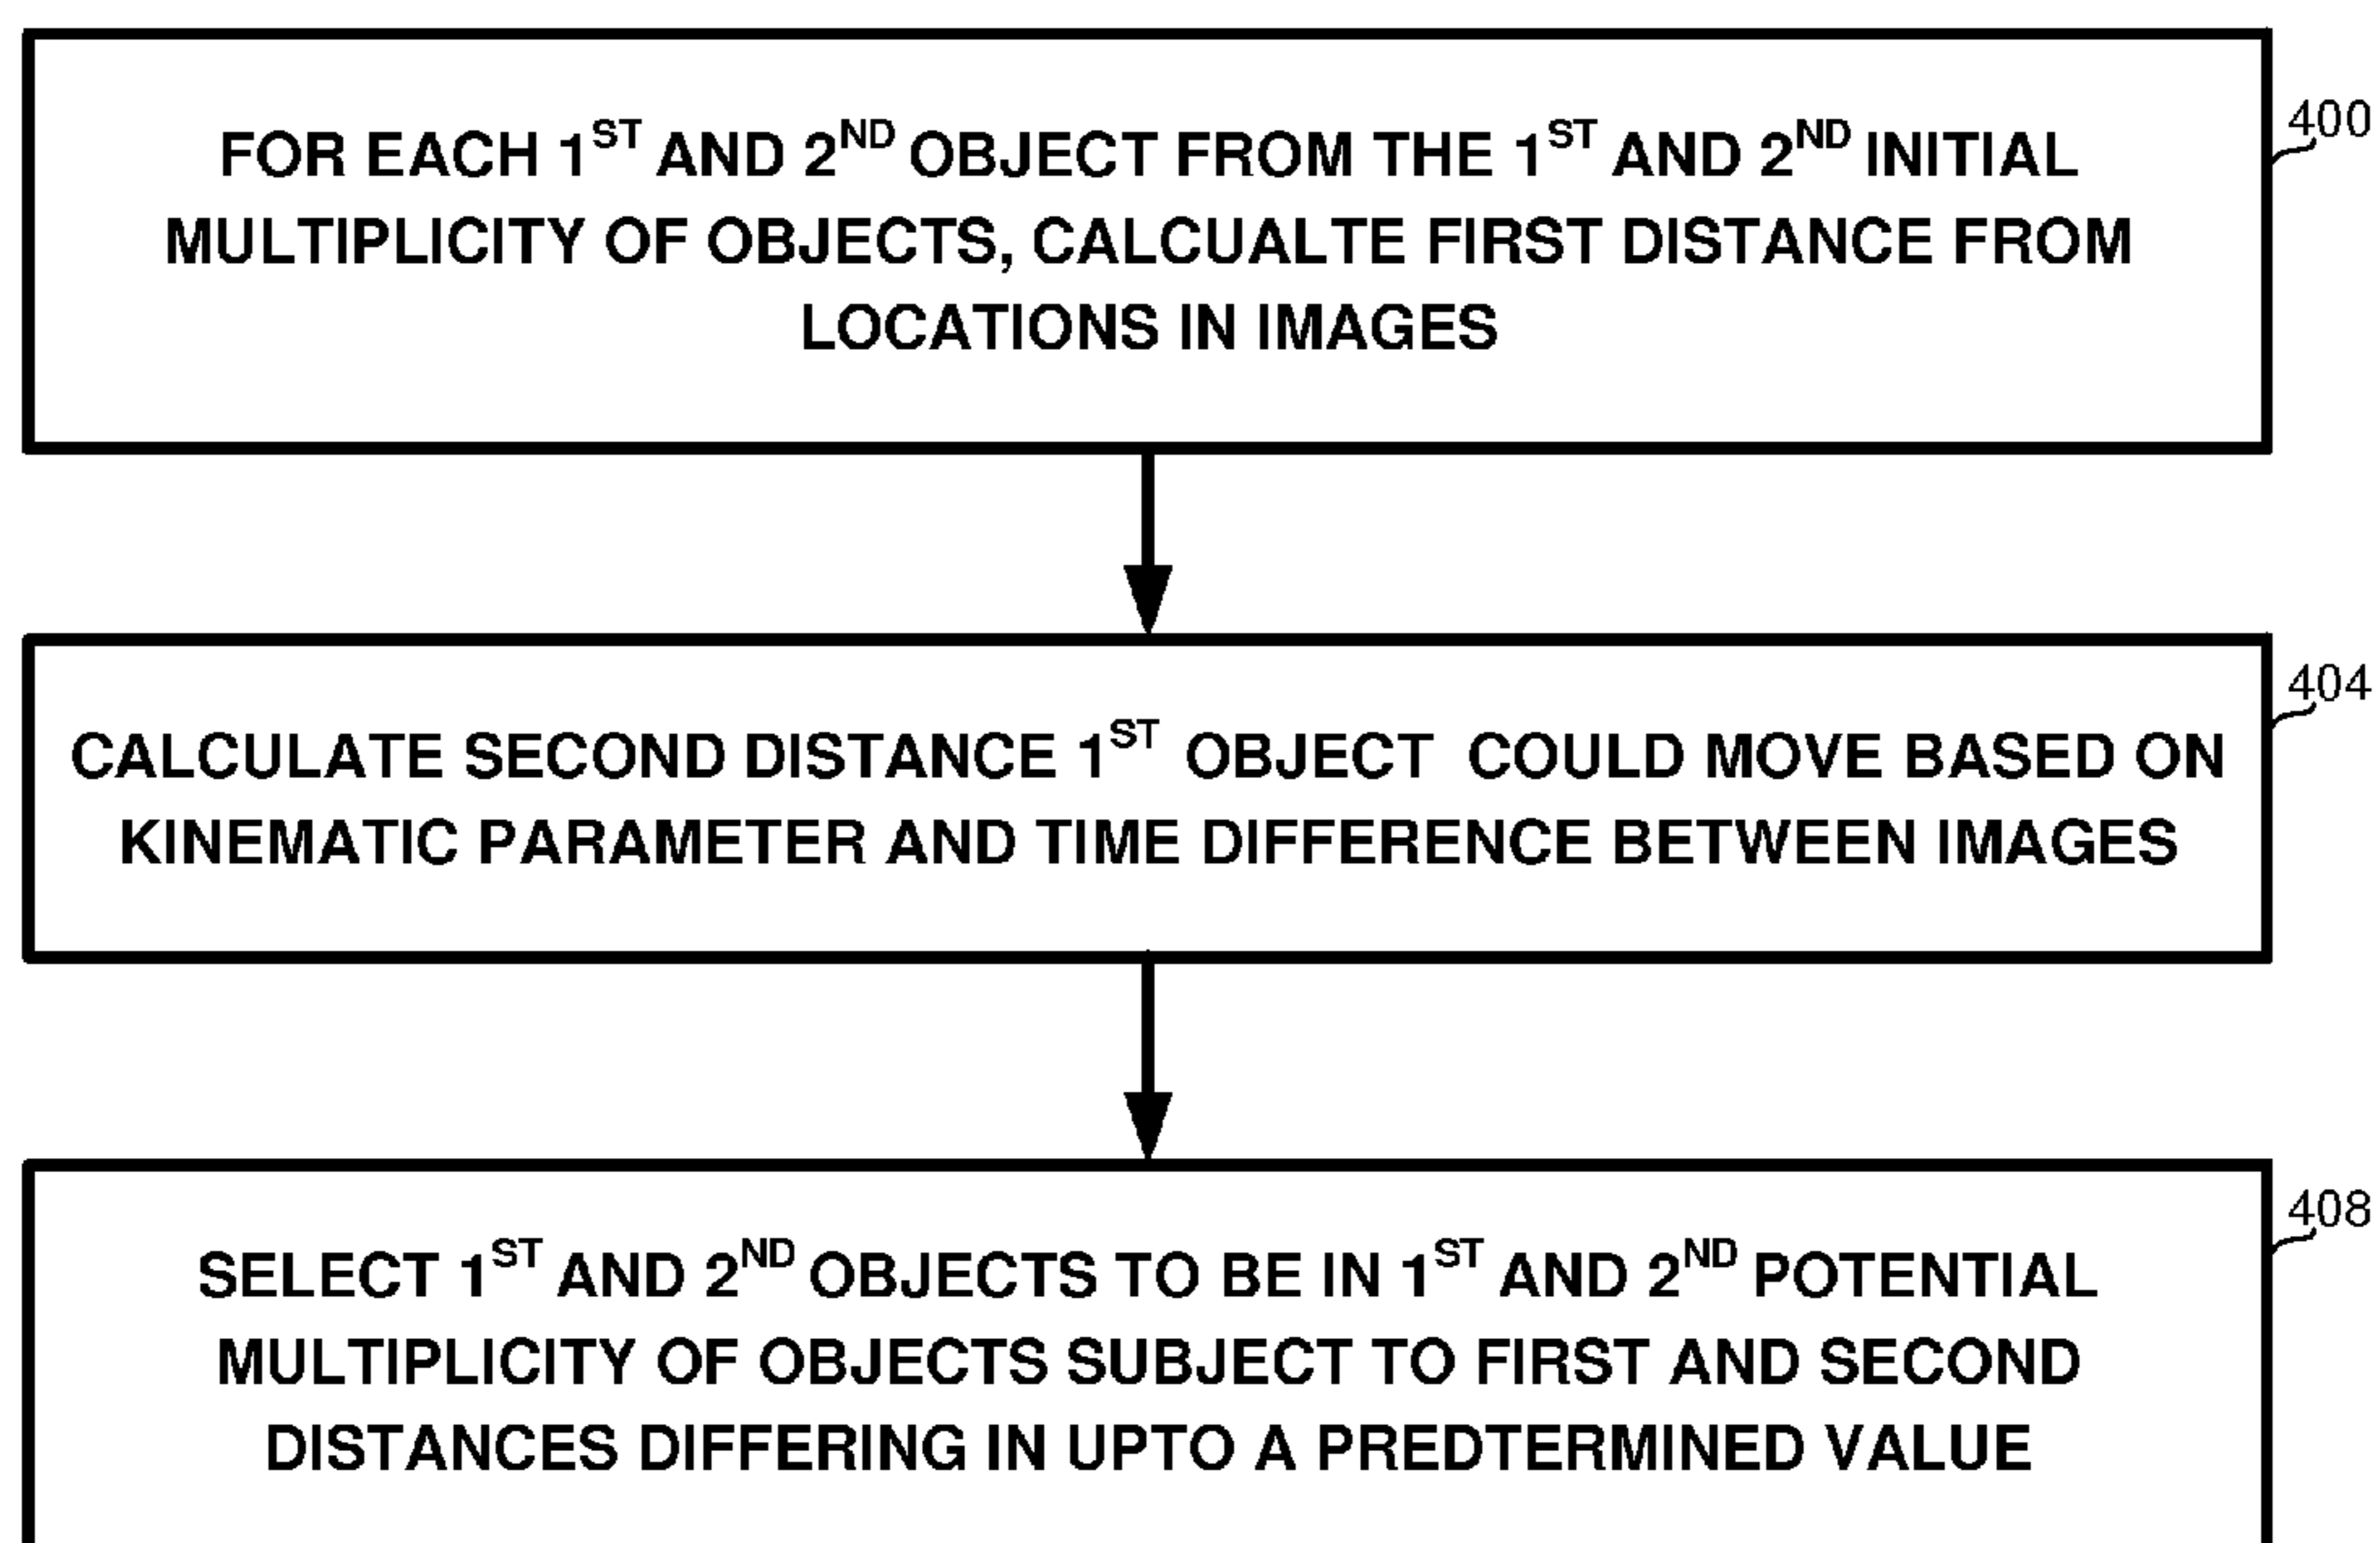 FOR EACH 1ST AND 2ND OBJECT FROM THE 1ST AND 2ND INITIAL
400
MULTIPLICITY OF OBJECTS, CALCUALTE FIRST DISTANCE FROM
LOCATIONS IN IMAGES
404
CALCULATE SECOND DISTANCE 1ST OBJECT COULD MOVE BASED ON
KINEMATIC PARAMETER AND TIME DIFFERENCE BETWEEN IMAGES
408
SELECT 1ST AND 2ND OBJECTS TO BE IN 1ST AND 2ND POTENTIAL
MULTIPLICITY OF OBJECTS SUBJECT TO FIRST AND SECOND
DISTANCES DIFFERING IN UPTO A PREDTERMINED VALUE